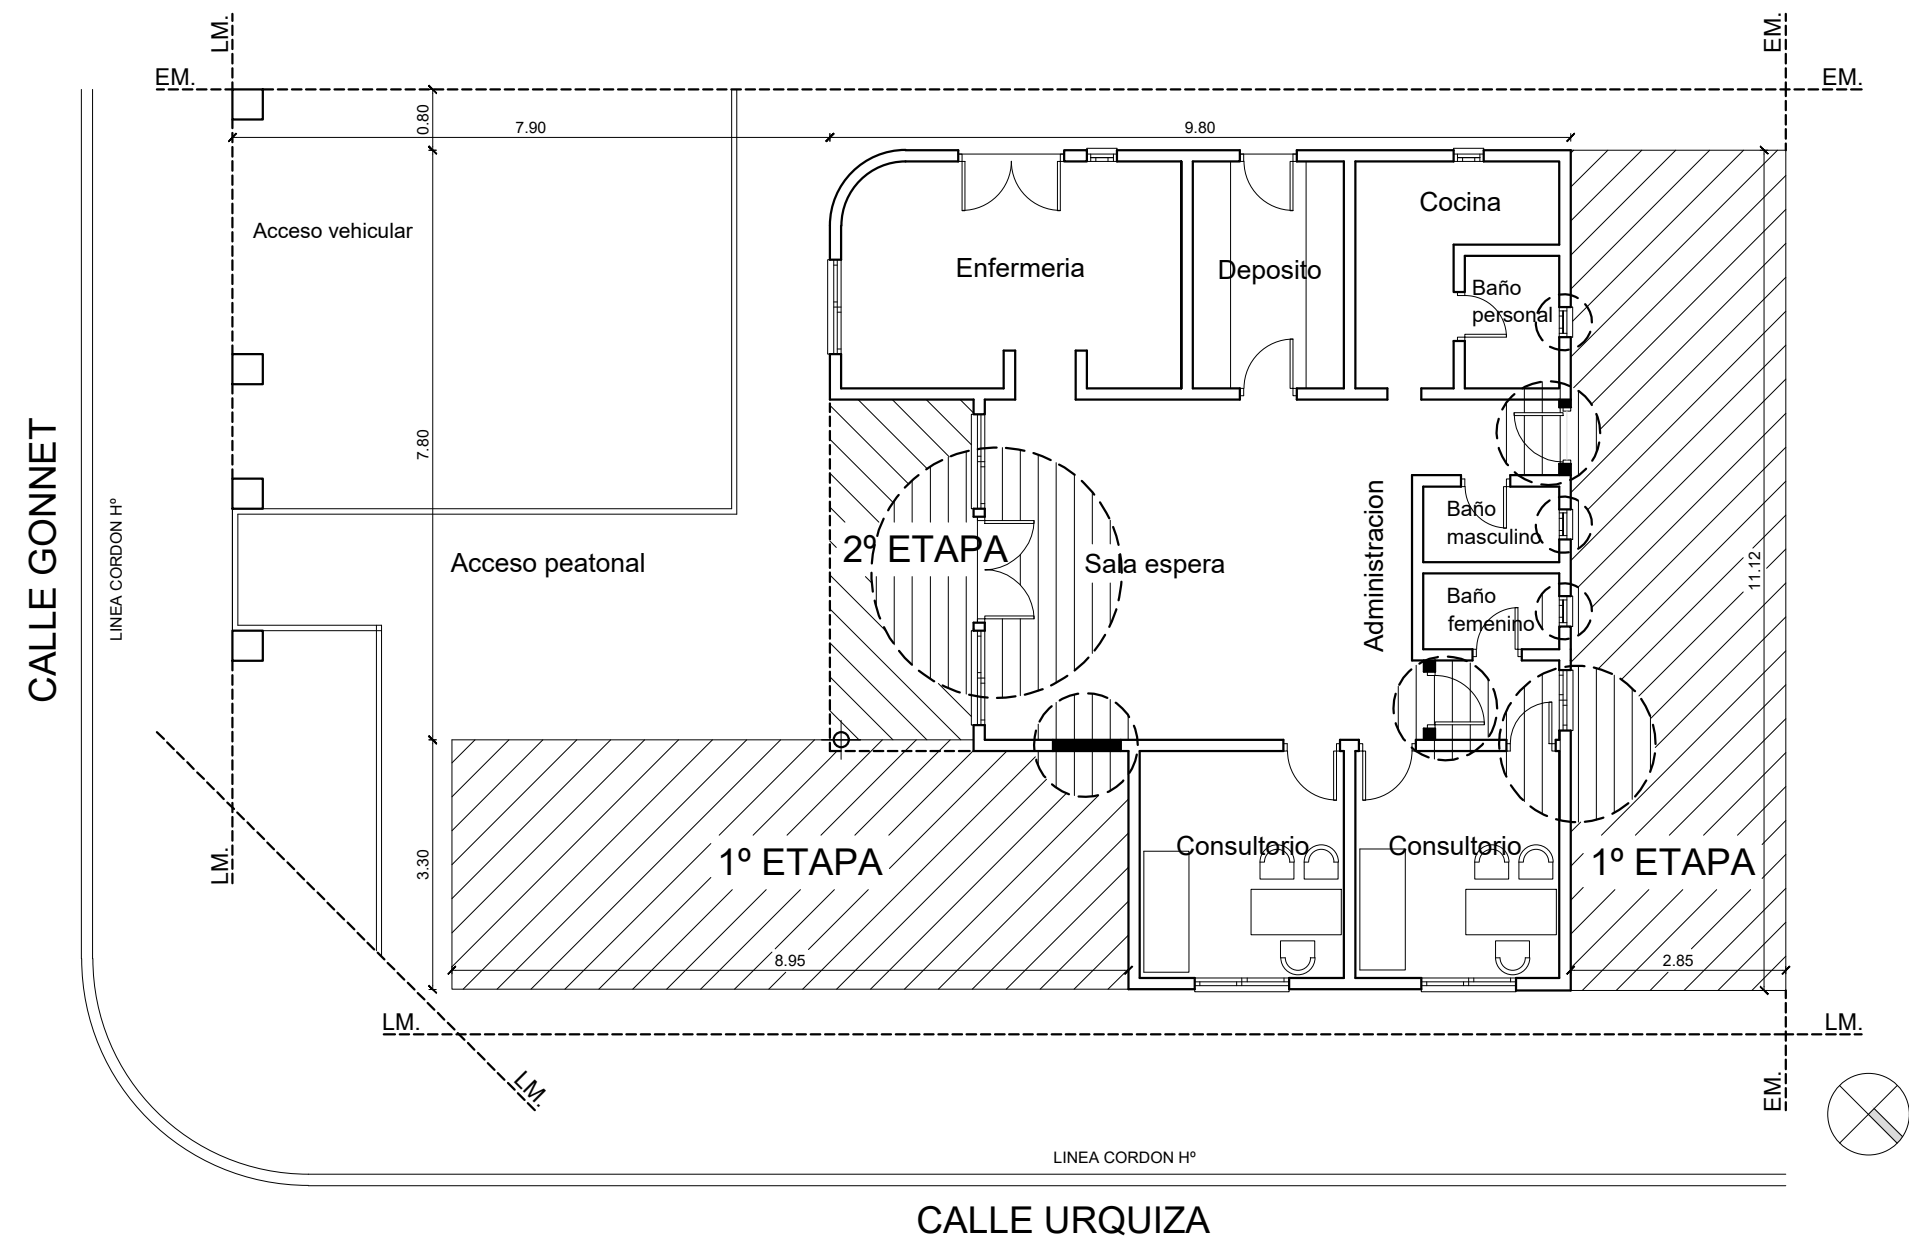 LM.
EM.
EM.
EM.
0.80
7.90
9.80
Acceso vehicular
Enfermeria
Deposito
Cocina
Baño
personal
7.80
CALLE GONNET
LINEA CORDON Hº
Acceso peatonal
2º ETAPA
Sala espera
Administracion
Baño
masculino
Baño
femenino
11.12
LM.
3.30
1º ETAPA
Consultorio
Consultorio
1º ETAPA
8.95
2.85
LM.
LM.
LM.
EM.
LINEA CORDON Hº
CALLE URQUIZA